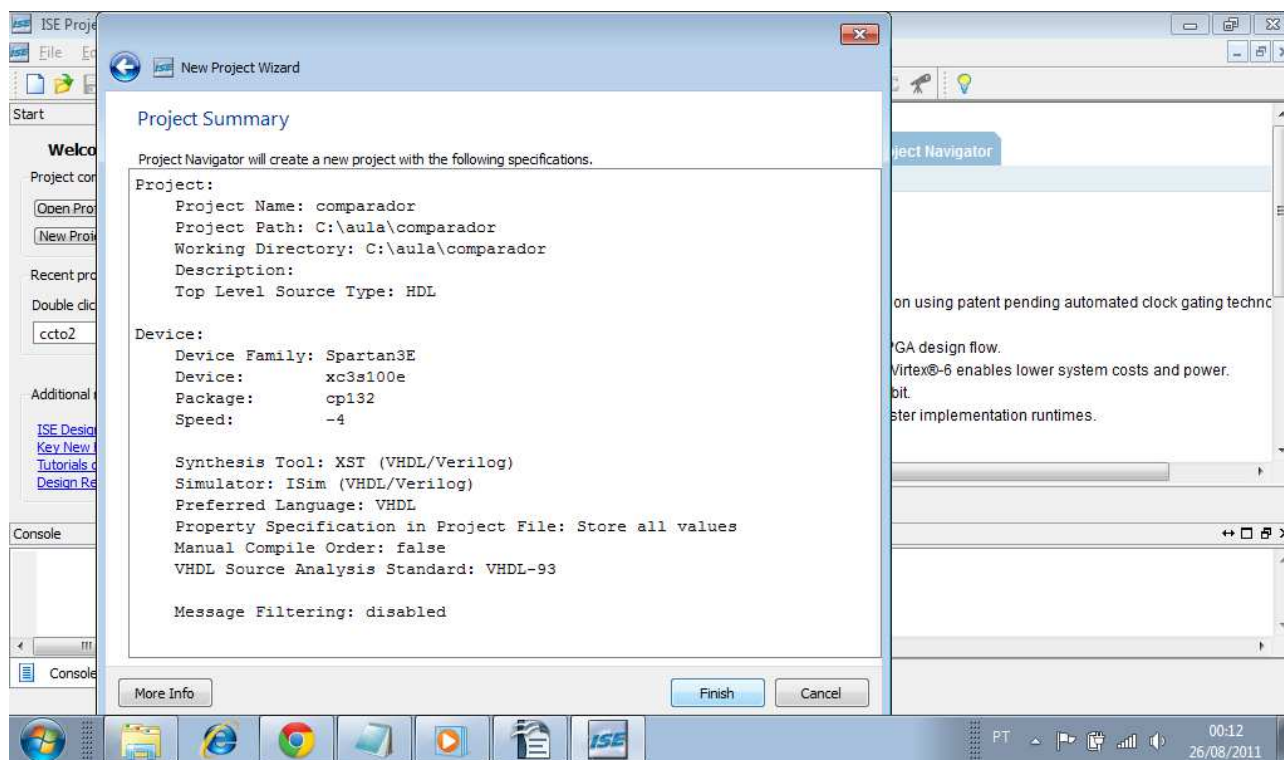 ISE Proje
File Ed
New Project Wizard
Start
Welco
Project con
Open Proj
New Proje
Recent pro
Double clic
ccto2
Additional r
ISE Design
Key New F
Tutorials o
Design Re
Project Summary
Project Navigator will create a new project with the following specifications.
Project:
Project Name: comparador
Project Path: C:\aula\comparador
Working Directory: C:\aula\comparador
Description:
Top Level Source Type: HDL
Device:
Device Family: Spartan3E
Device: xc3s100e
Package: cp132
Speed: -4
Synthesis Tool: XST (VHDL/Verilog)
Simulator: ISim (VHDL/Verilog)
Preferred Language: VHDL
Property Specification in Project File: Store all values
Manual Compile Order: false
VHDL Source Analysis Standard: VHDL-93
Message Filtering: disabled
ject Navigator
on using patent pending automated clock gating techno
GA design flow.
Virtex®-6 enables lower system costs and power.
bit.
ster implementation runtimes.
Console
Console
More Info
Finish
Cancel
ISE
PT
00:12
26/08/2011